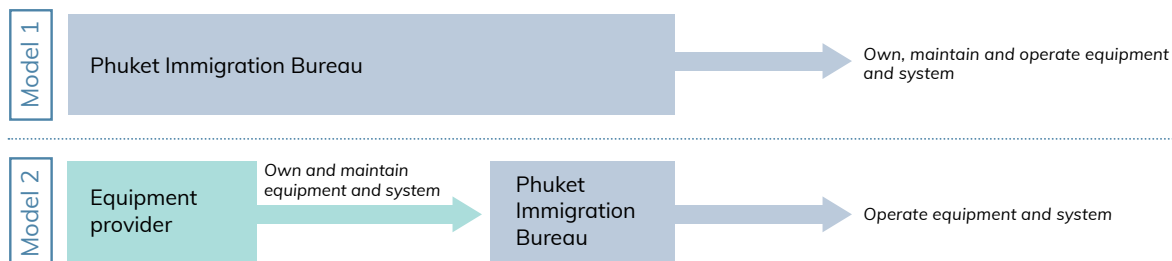 Model 1
Phuket Immigration Bureau
Own, maintain and operate equipment
and system
Model 2
Equipment
provider
Own and maintain
equipment and system
Phuket
Immigration
Bureau
Operate equipment and system